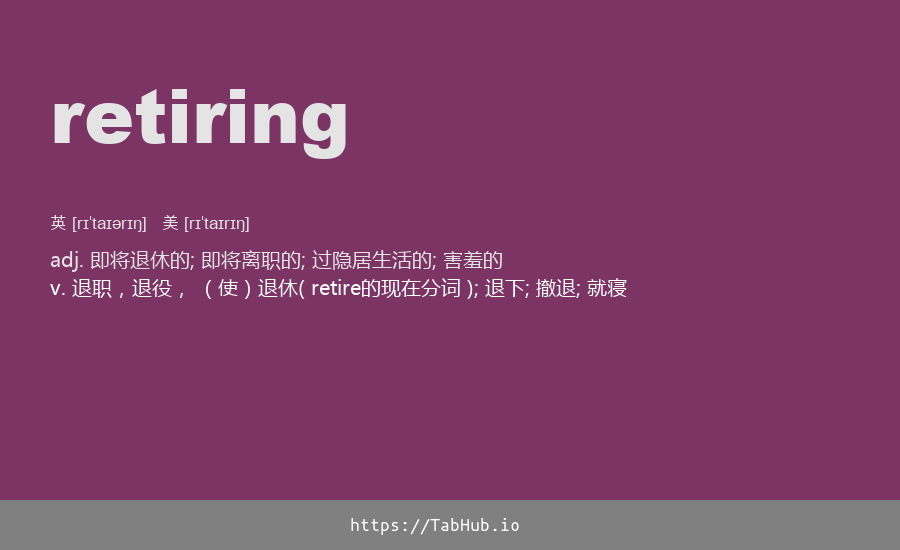 retiring
英 [rɪˈtaɪərɪŋ] 美 [rɪˈtaɪrɪŋ]
adj. 即将退休的; 即将离职的; 过隐居生活的; 害羞的
v. 退职，退役，（使）退休( retire的现在分词 ); 退下; 撤退; 就寝
https://TabHub.io